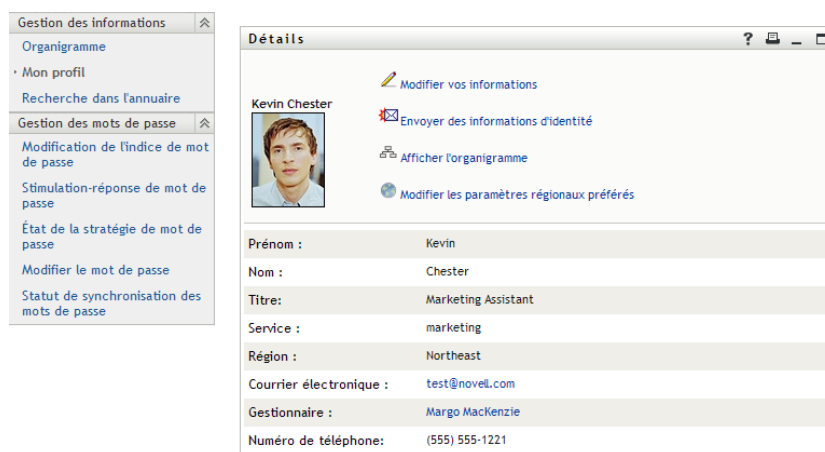 Gestion des informations
Organigramme
Mon profil
Recherche dans l'annuaire
Gestion des mots de passe
Modification de l'indice de mot
de passe
Stimulation-réponse de mot de
passe
État de la stratégie de mot de
passe
Modifier le mot de passe
Statut de synchronisation des
mots de passe
Détails ?
Kevin Chester
Modifier vos informations
Envoyer des informations d'identité
Afficher l'organigramme
Modifier les paramètres régionaux préférés
Prénom : Kevin
Nom : Chester
Titre: Marketing Assistant
Service : marketing
Région : Northeast
Courrier électronique : test@novell.com
Gestionnaire : Margo MacKenzie
Numéro de téléphone: (555) 555-1221